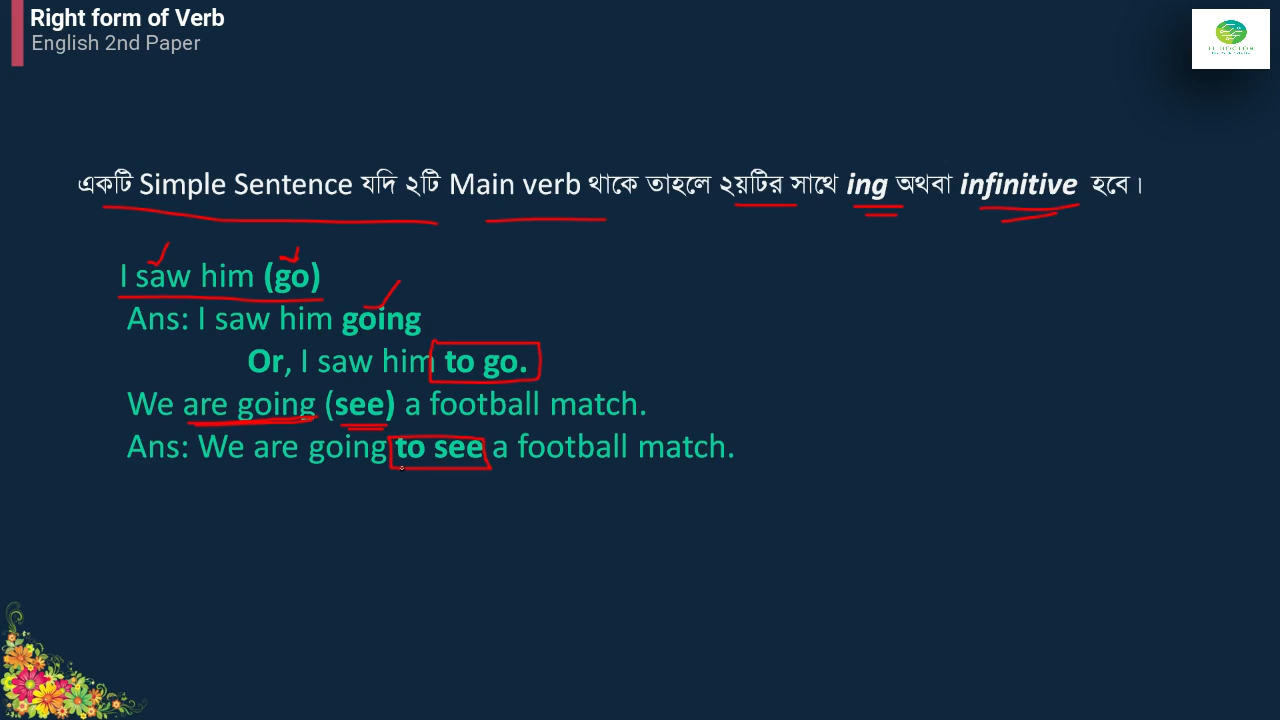 Right form of Verb
English 2nd Paper
একটি Simple Sentence যদি ২টি Main verb থাকে তাহলে ২য়টির সাথে ing অথবা infinitive হবে।
I saw him (go)
Ans: I saw him going
Or, I saw him to go.
We are going (see) a football match.
Ans: We are going to see a football match.